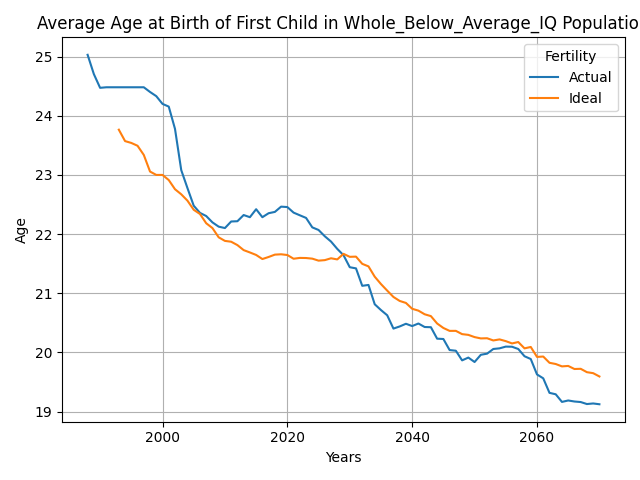 Average Age at Birth of First Child in Whole_Below_Average_IQ Populatio
Fertility
Actual
Ideal
Age
25
24
23
22
21
20
19
2000 2020 2040 2060
Years